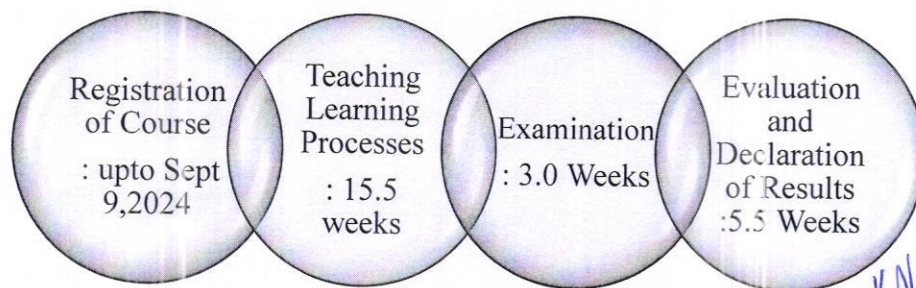 Registration
of Course
: upto Sept
9,2024
Teaching
Learning
Processes
: 15.5
weeks
Examination
: 3.0 Weeks
Evaluation
and
Declaration
of Results
:5.5 Weeks